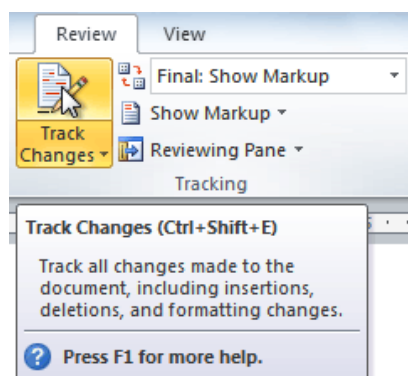 Review View
Final: Show Markup
Show Markup
Track
Changes
Reviewing Pane
Tracking
Track Changes (Ctrl+Shift+E)
Track all changes made to the
document, including insertions,
deletions, and formatting changes.
Press F1 for more help.